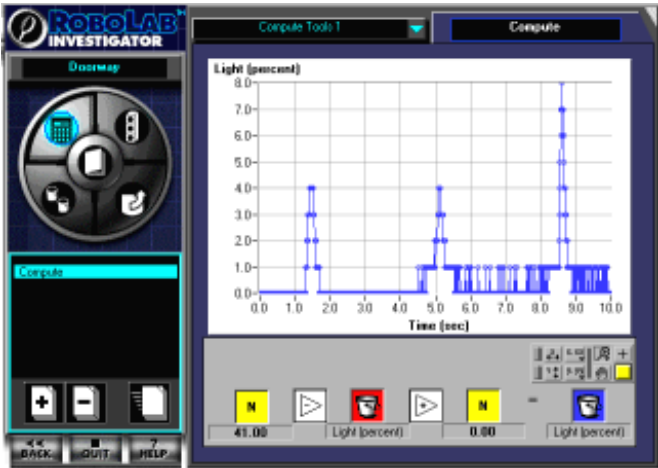 ROBOLAB™
INVESTIGATOR
Compute Tools 1
Compute
Doorway
Light (percent)
8.0
7.0
6.0
5.0
4.0
3.0
2.0
1.0
0.0
0.0 1.0 2.0 3.0 4.0 5.0 6.0 7.0 8.0 9.0 10.0
Time (sec)
Compute
N
N
41.00
Light (percent)
0.00
Light (percent)
<<
BACK
QUIT
?
HELP